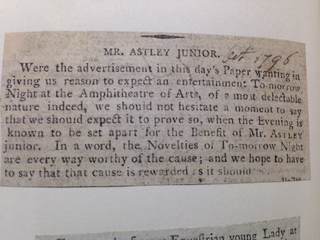 MR. ASTLEY JUNIOR. 1796
Were the advertisement in this day's Paper wanting in
giving us reason to expect an entertainment To-morrow
Night at the Amphitheatre of Arts, of a most delectable
nature indeed, we should not hesitate a moment to say
that we should expect it to prove so, when the Evening is
known to be set apart for the Benefit of Mr. ASTLEY
junior. In a word, the Novelties of To-morrow Night
are every way worthy of the cause; and we hope to have
to say that that cause is rewarded as it should
Equestrian young Lady at